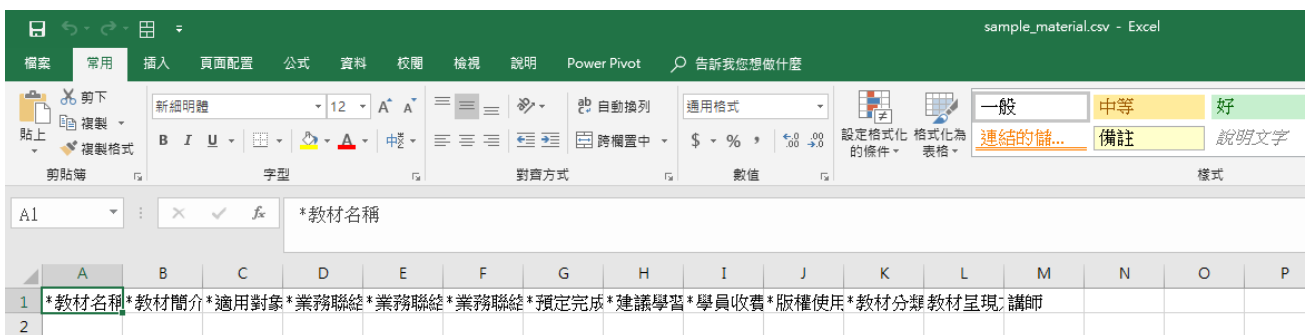 sample_material.csv - Excel
檔案 常用 插入 頁面配置 公式 資料 校閱 檢視 說明 Power Pivot 告訴我您想做什麼
貼上
剪下
複製
複製格式
剪貼簿
新細明體 12 A A
B I U A 中
字型
ab 自動換列
跨欄置中
對齊方式
通用格式
$ % , .00 .0
數值
設定格式化的條件
格式化為表格
一般 中等 好
連結的儲... 備註 說明文字
樣式
A1 fx *教材名稱
A B C D E F G H I J K L M N O P
1 *教材名稱 *教材簡介 *適用對象 *業務聯絡 *業務聯絡 *業務聯絡 *預定完成 *建議學習 *學員收費 *版權使用 *教材分類 教材呈現 講師
2